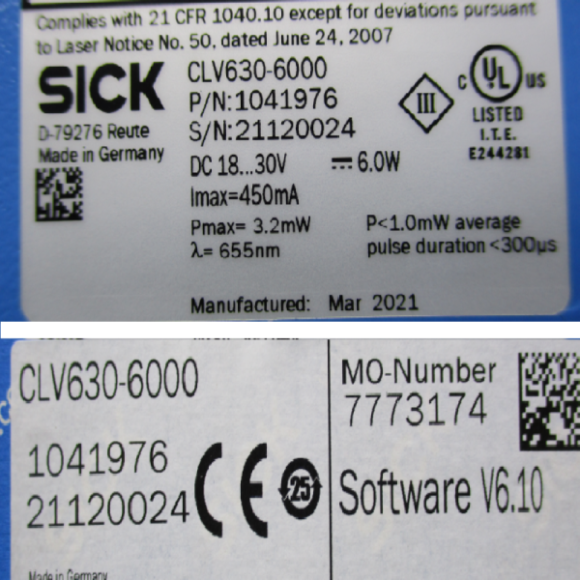 Complies with 21 CFR 1040.10 except for deviations pursuant
to Laser Notice No. 50, dated June 24, 2007
SICK
D-79276 Reute
Made in Germany
CLV630-6000
P/N:1041976
S/N:21120024
DC 18...30V ⎓ 6.0W
Imax=450mA
Pmax= 3.2mW
λ= 655nm
P<1.0mW average
pulse duration <300µs
III
C UL US
LISTED
I.T.E.
E244281
Manufactured: Mar 2021
CLV630-6000
1041976
21120024
CE
25
Made in Germany
MO-Number
7773174
Software V6.10